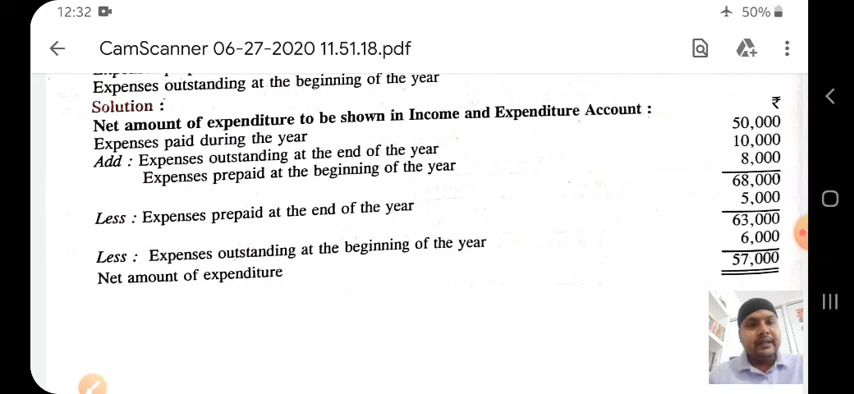 12:32
50%
CamScanner 06-27-2020 11.51.18.pdf
Expenses outstanding at the beginning of the year
Solution :
Net amount of expenditure to be shown in Income and Expenditure Account : ₹
Expenses paid during the year 50,000
Add : Expenses outstanding at the end of the year 10,000
Expenses prepaid at the beginning of the year 8,000
68,000
Less : Expenses prepaid at the end of the year 5,000
63,000
Less : Expenses outstanding at the beginning of the year 6,000
Net amount of expenditure 57,000